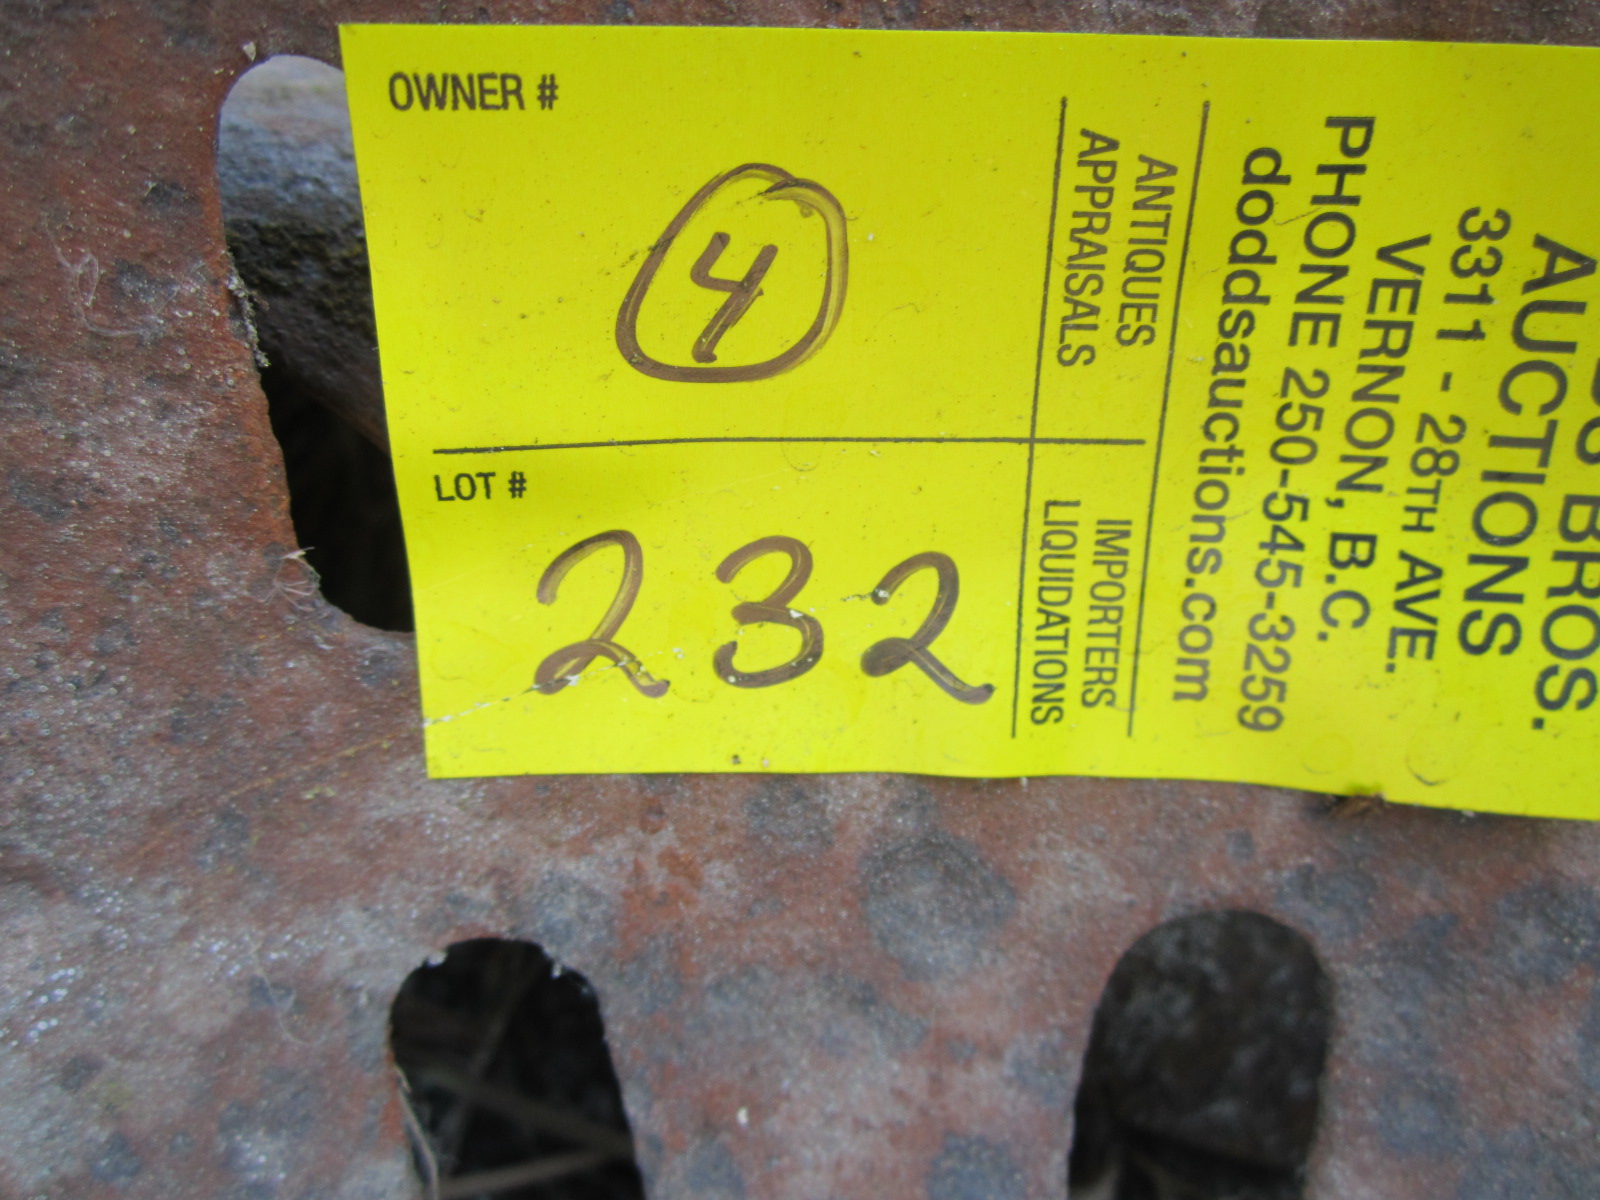 OWNER #
4
LOT #
232
ANTIQUES
APPRAISALS
IMPORTERS
LIQUIDATIONS
BROS.
AUCTIONS
3311 - 28TH AVE.
VERNON, B.C.
PHONE 250-545-3259
doddsauctions.com